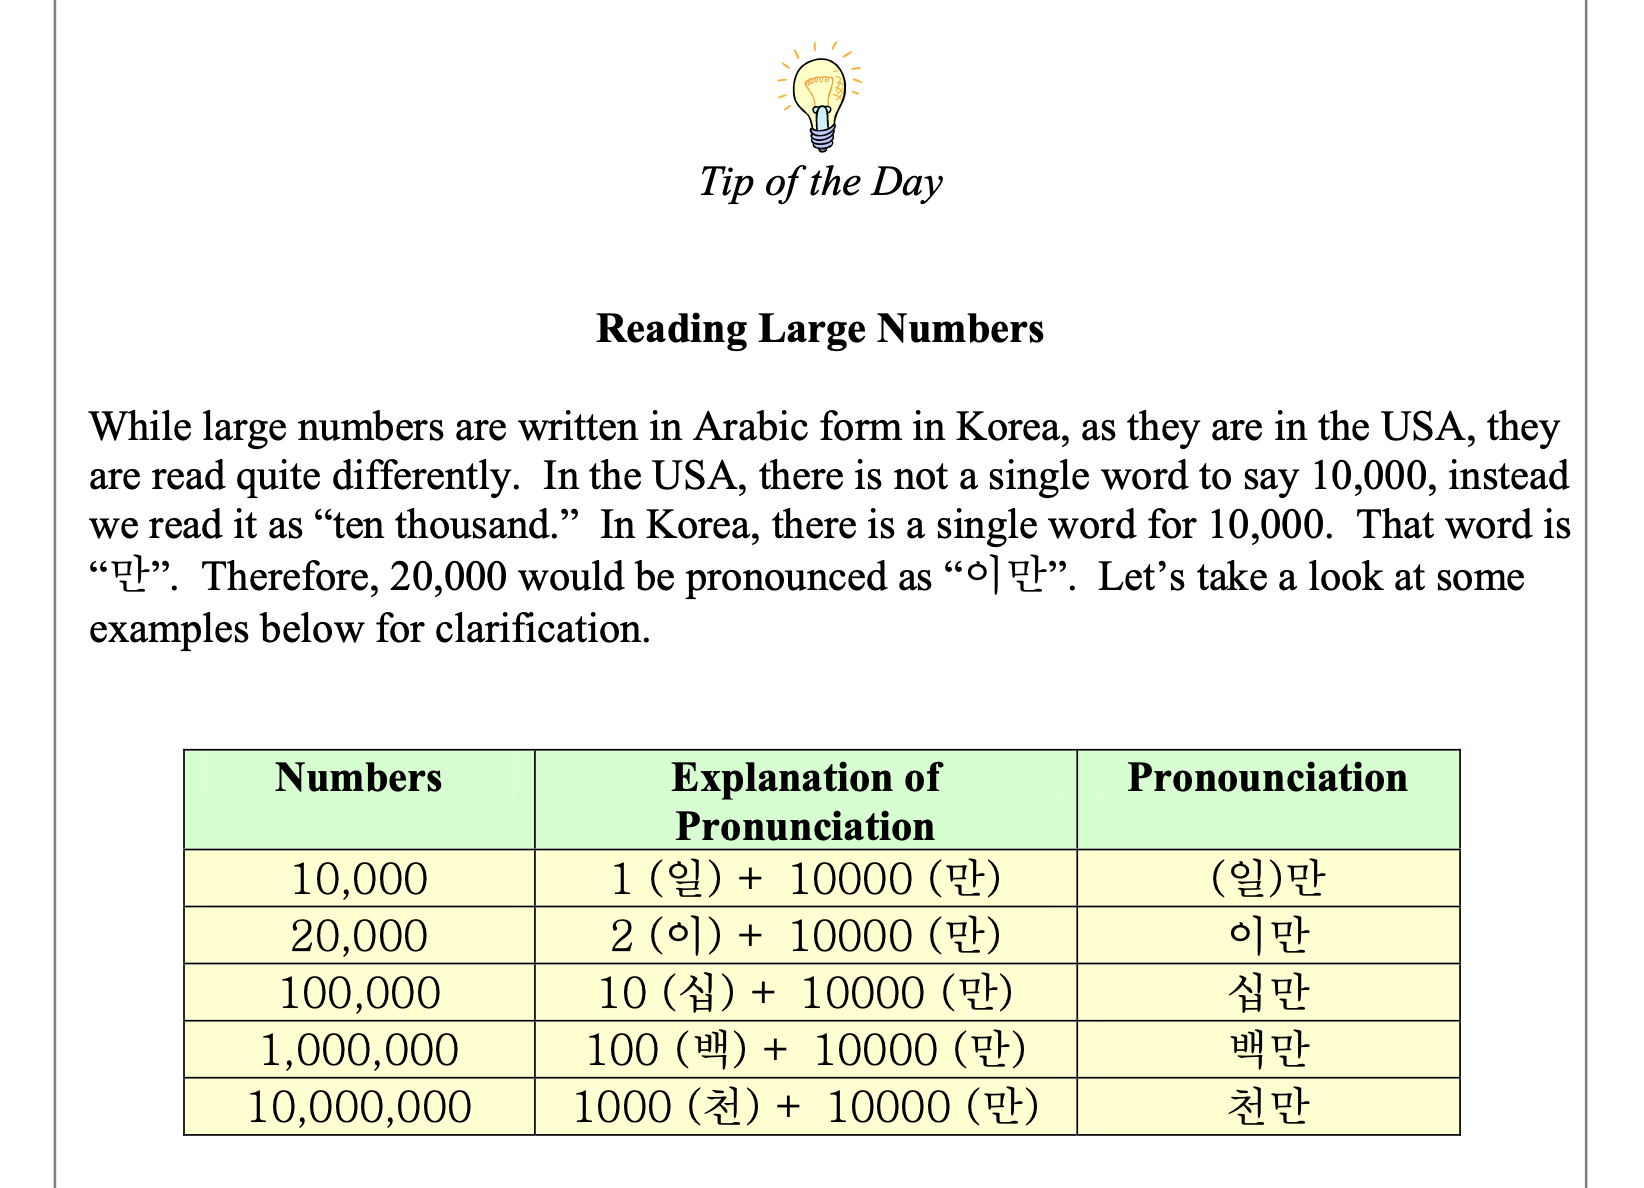 Tip of the Day
Reading Large Numbers
While large numbers are written in Arabic form in Korea, as they are in the USA, they
are read quite differently.  In the USA, there is not a single word to say 10,000, instead
we read it as “ten thousand.”  In Korea, there is a single word for 10,000.  That word is
“만”.  Therefore, 20,000 would be pronounced as “이만”.  Let’s take a look at some
examples below for clarification.
Numbers Explanation of Pronounciation
Pronunciation
10,000 1 (일) + 10000 (만) (일)만
20,000 2 (이) + 10000 (만) 이만
100,000 10 (십) + 10000 (만) 십만
1,000,000 100 (백) + 10000 (만) 백만
10,000,000 1000 (천) + 10000 (만) 천만